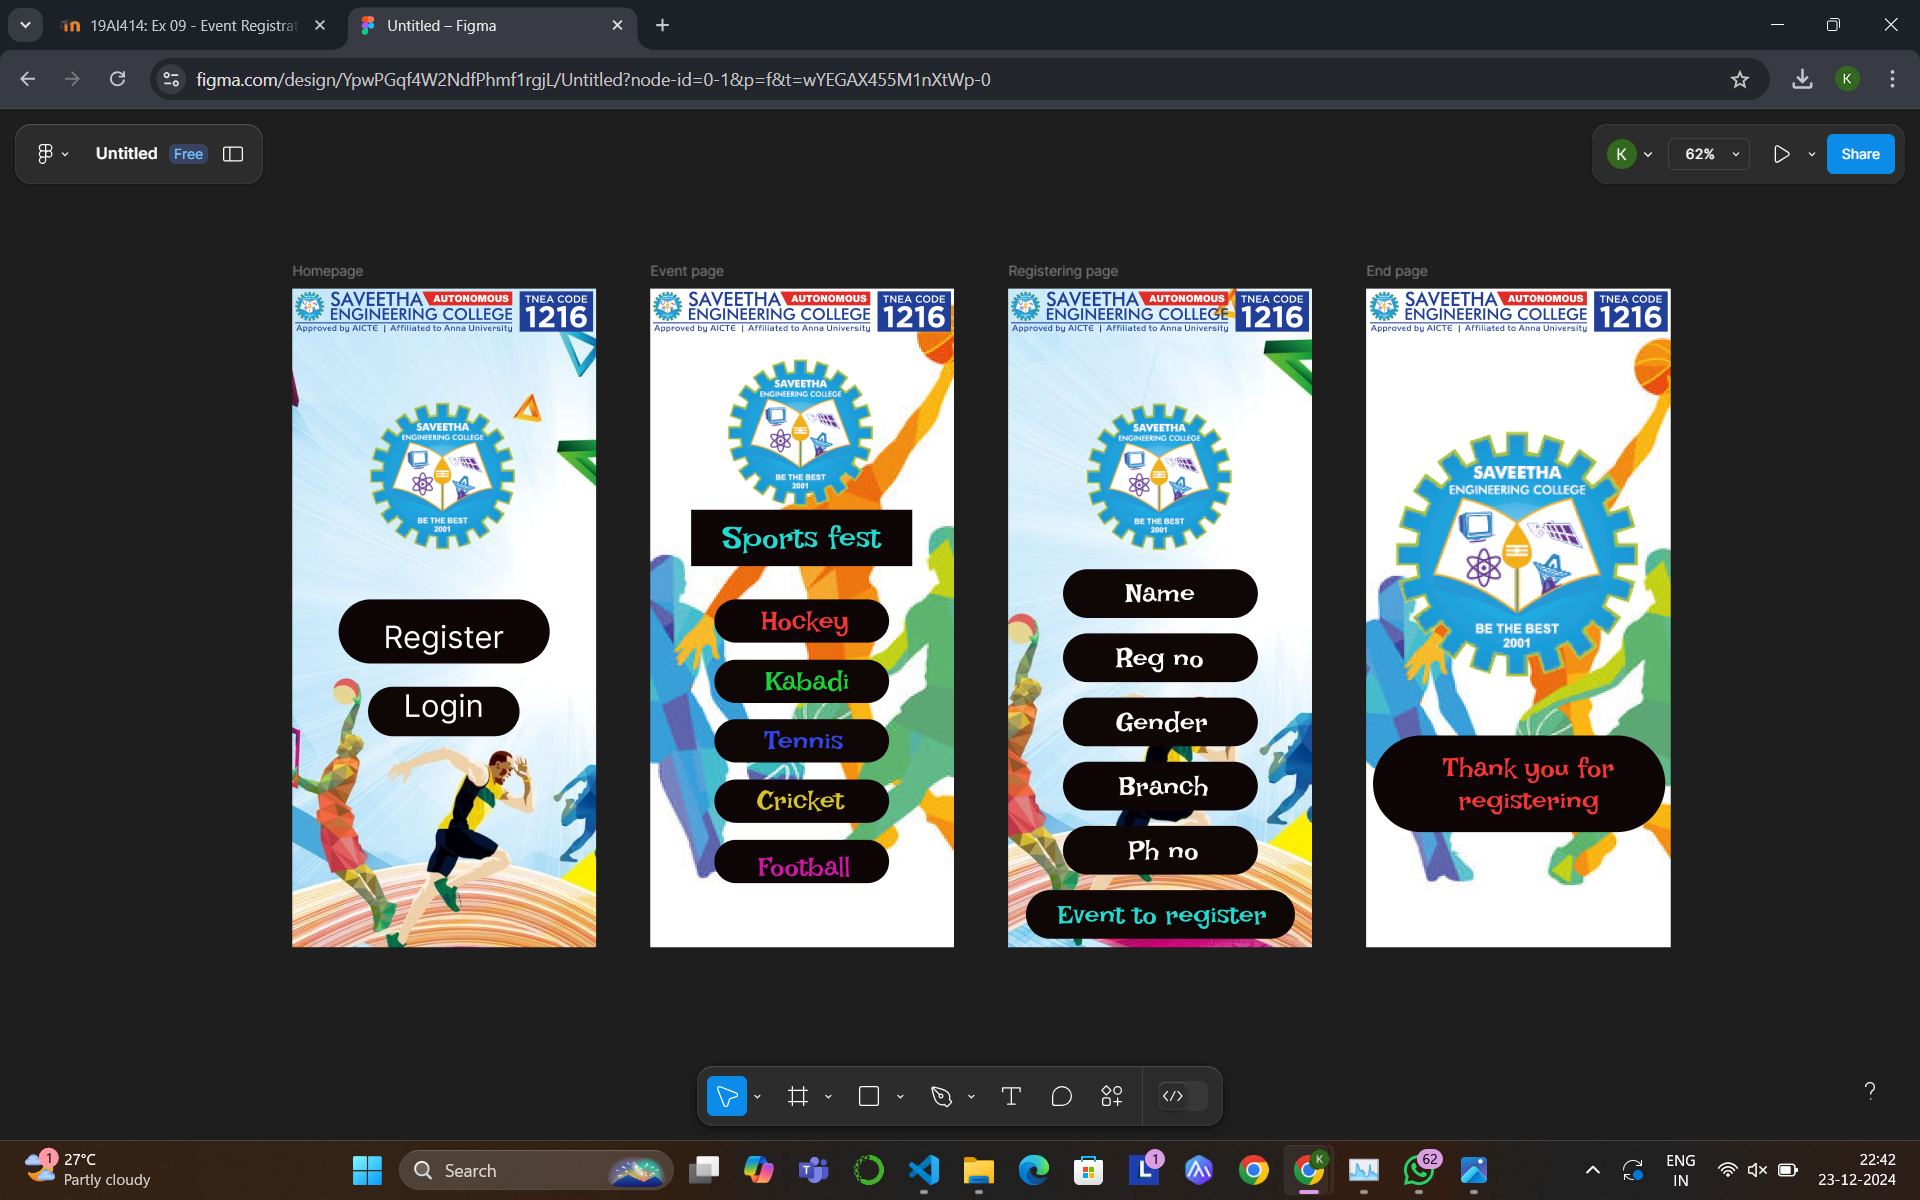 19AI414: Ex 09 - Event Registrat
Untitled – Figma
figma.com/design/YpwPGqf4W2NdfPhmf1rgjL/Untitled?node-id=0-1&p=f&t=wYEGAX455M1nXtWp-0
K
Untitled Free
K 62% Share
Homepage
SAVEETHA AUTONOMOUS
ENGINEERING COLLEGE
Approved by AICTE | Affiliated to Anna University
TNEA CODE
1216
SAVEETHA
ENGINEERING COLLEGE
BE THE BEST
2001
Register
Login
Event page
SAVEETHA AUTONOMOUS
ENGINEERING COLLEGE
Approved by AICTE | Affiliated to Anna University
TNEA CODE
1216
SAVEETHA
ENGINEERING COLLEGE
BE THE BEST
2001
Sports fest
Hockey
Kabadi
Tennis
Cricket
Football
Registering page
SAVEETHA AUTONOMOUS
ENGINEERING COLLEGE
Approved by AICTE | Affiliated to Anna University
TNEA CODE
1216
SAVEETHA
ENGINEERING COLLEGE
BE THE BEST
2001
Name
Reg no
Gender
Branch
Ph no
Event to register
End page
SAVEETHA AUTONOMOUS
ENGINEERING COLLEGE
Approved by AICTE | Affiliated to Anna University
TNEA CODE
1216
SAVEETHA
ENGINEERING COLLEGE
BE THE BEST
2001
Thank you for
registering
?
1
27°C
Partly cloudy
Search
L 1
K
62
ENG
IN
22:42
23-12-2024